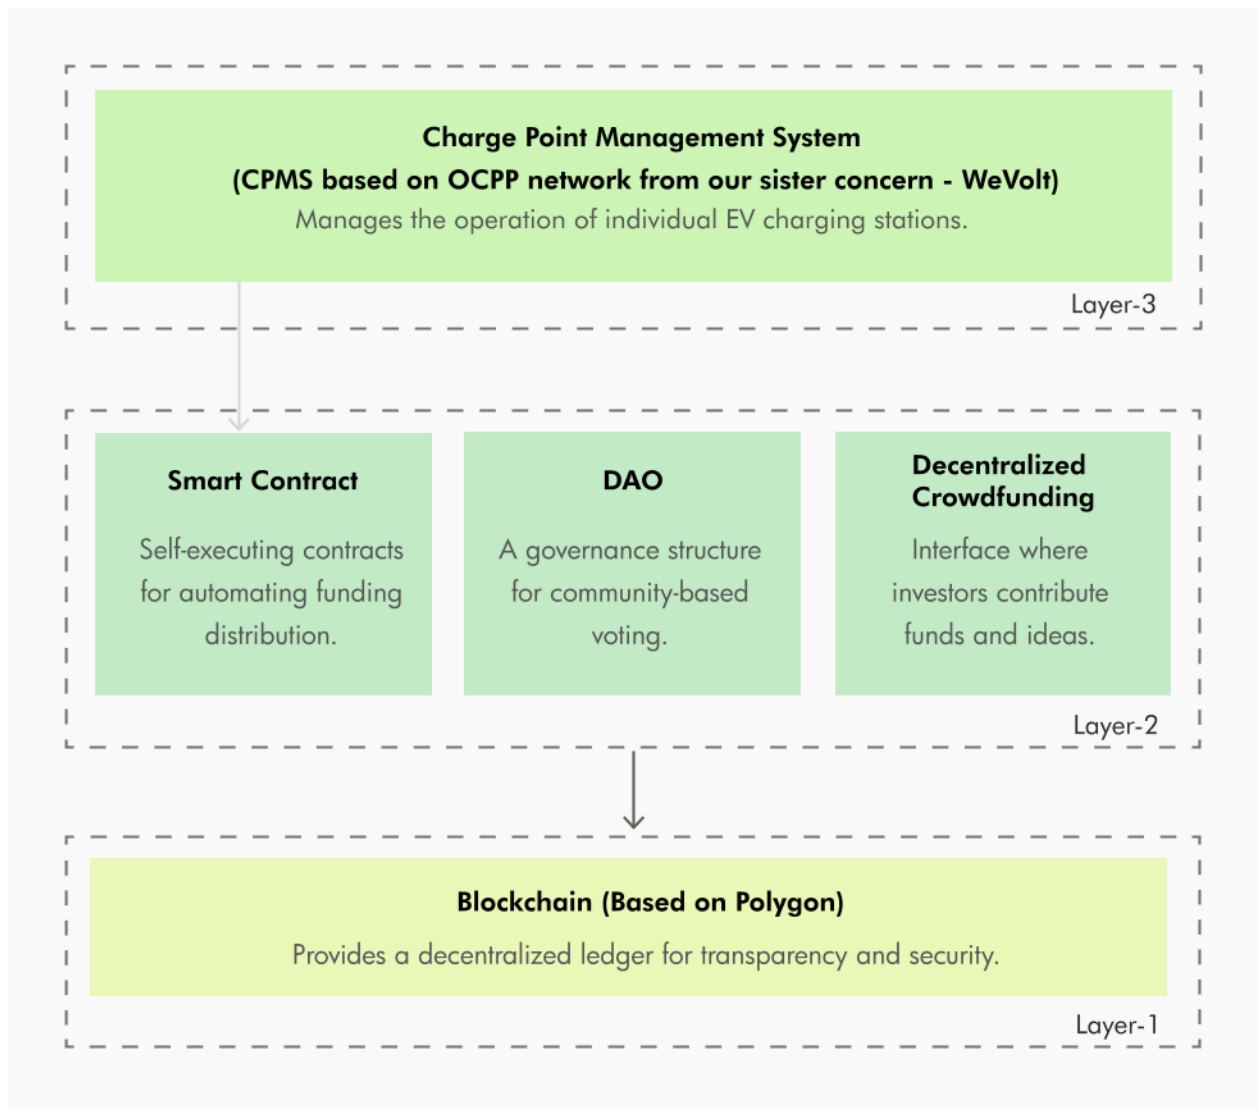 Charge Point Management System
(CPMS based on OCPP network from our sister concern - WeVolt)
Manages the operation of individual EV charging stations.
Layer-3
Smart Contract
Self-executing contracts
for automating funding
distribution.
DAO
A governance structure
for community-based
voting.
Decentralized
Crowdfunding
Interface where
investors contribute
funds and ideas.
Layer-2
Blockchain (Based on Polygon)
Provides a decentralized ledger for transparency and security.
Layer-1